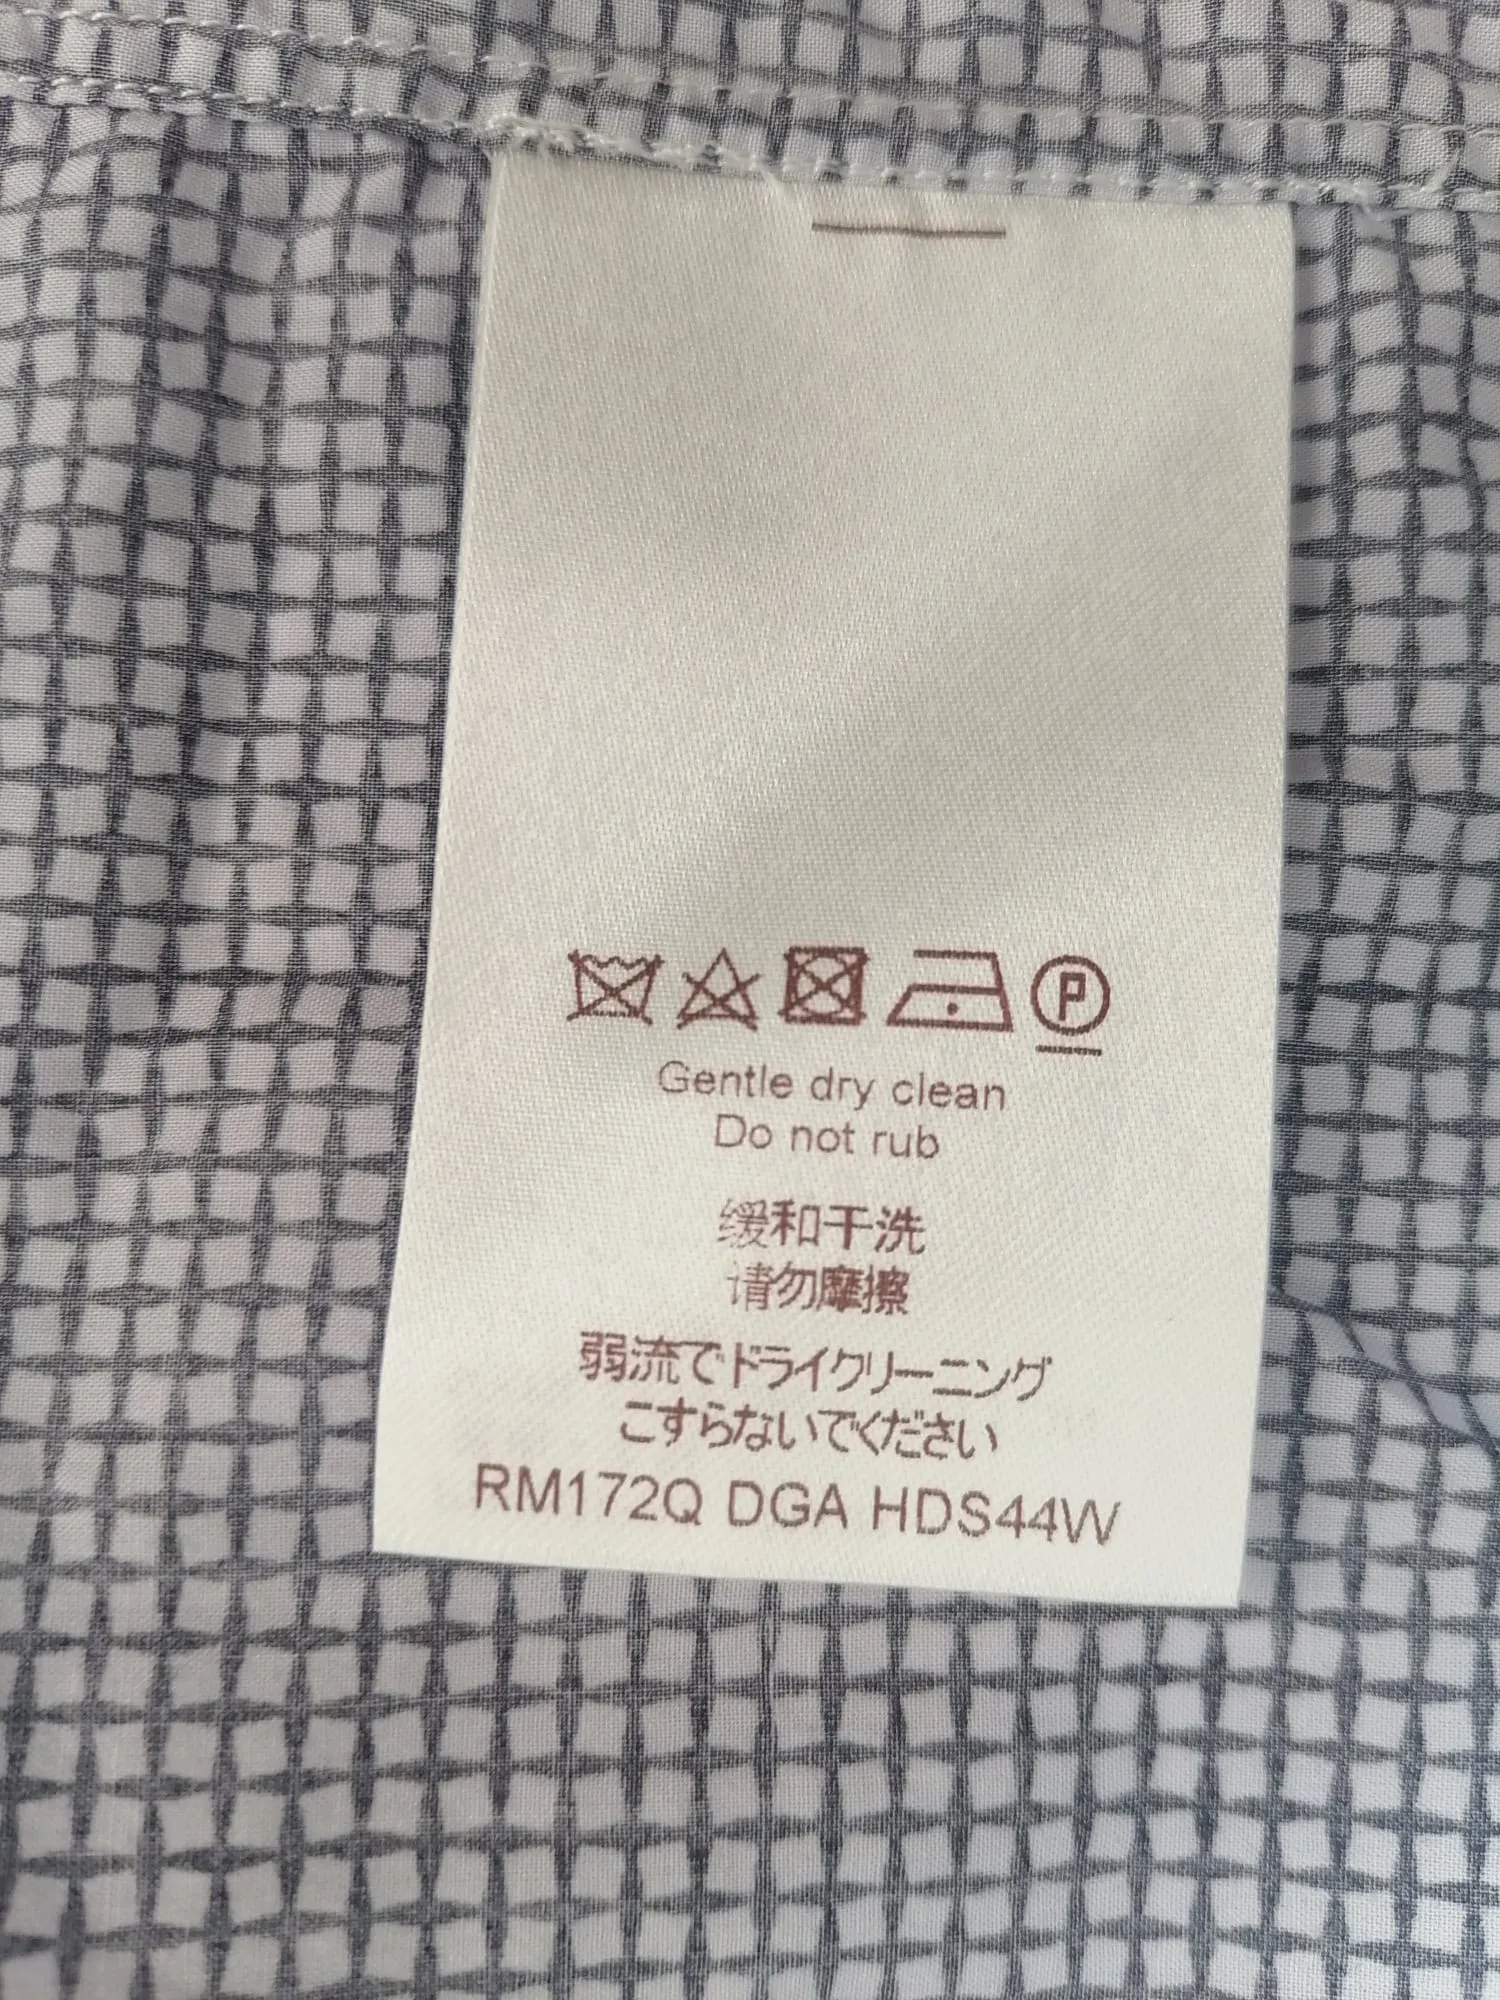 P
Gentle dry clean
Do not rub
缓和干洗
请勿摩擦
弱流でドライクリーニング
こすらないでください
RM172Q DGA HDS44W